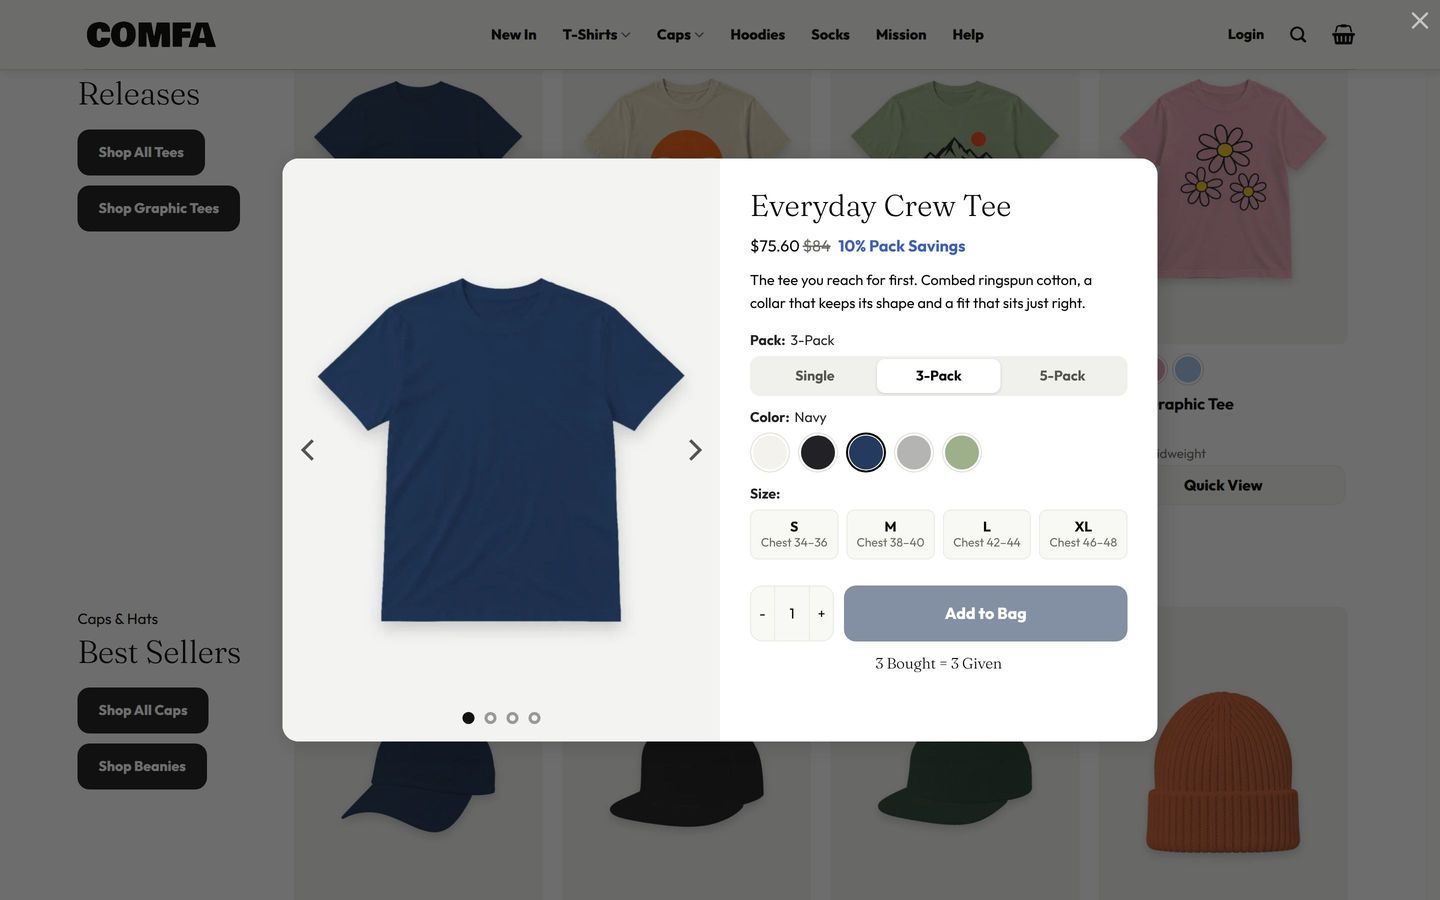 COMFA
New In
T-Shirts
Caps
Hoodies
Socks
Mission
Help
Login
Releases
Shop All Tees
Shop Graphic Tees
Everyday Crew Tee
$75.60 $84 10% Pack Savings
The tee you reach for first. Combed ringspun cotton, a
collar that keeps its shape and a fit that sits just right.
Pack: 3-Pack
Single
3-Pack
5-Pack
Color: Navy
Size:
S
Chest 34–36
M
Chest 38–40
L
Chest 42–44
XL
Chest 46–48
- 1 +
Add to Bag
3 Bought = 3 Given
Tee
Quick View
Caps & Hats
Best Sellers
Shop All Caps
Shop Beanies